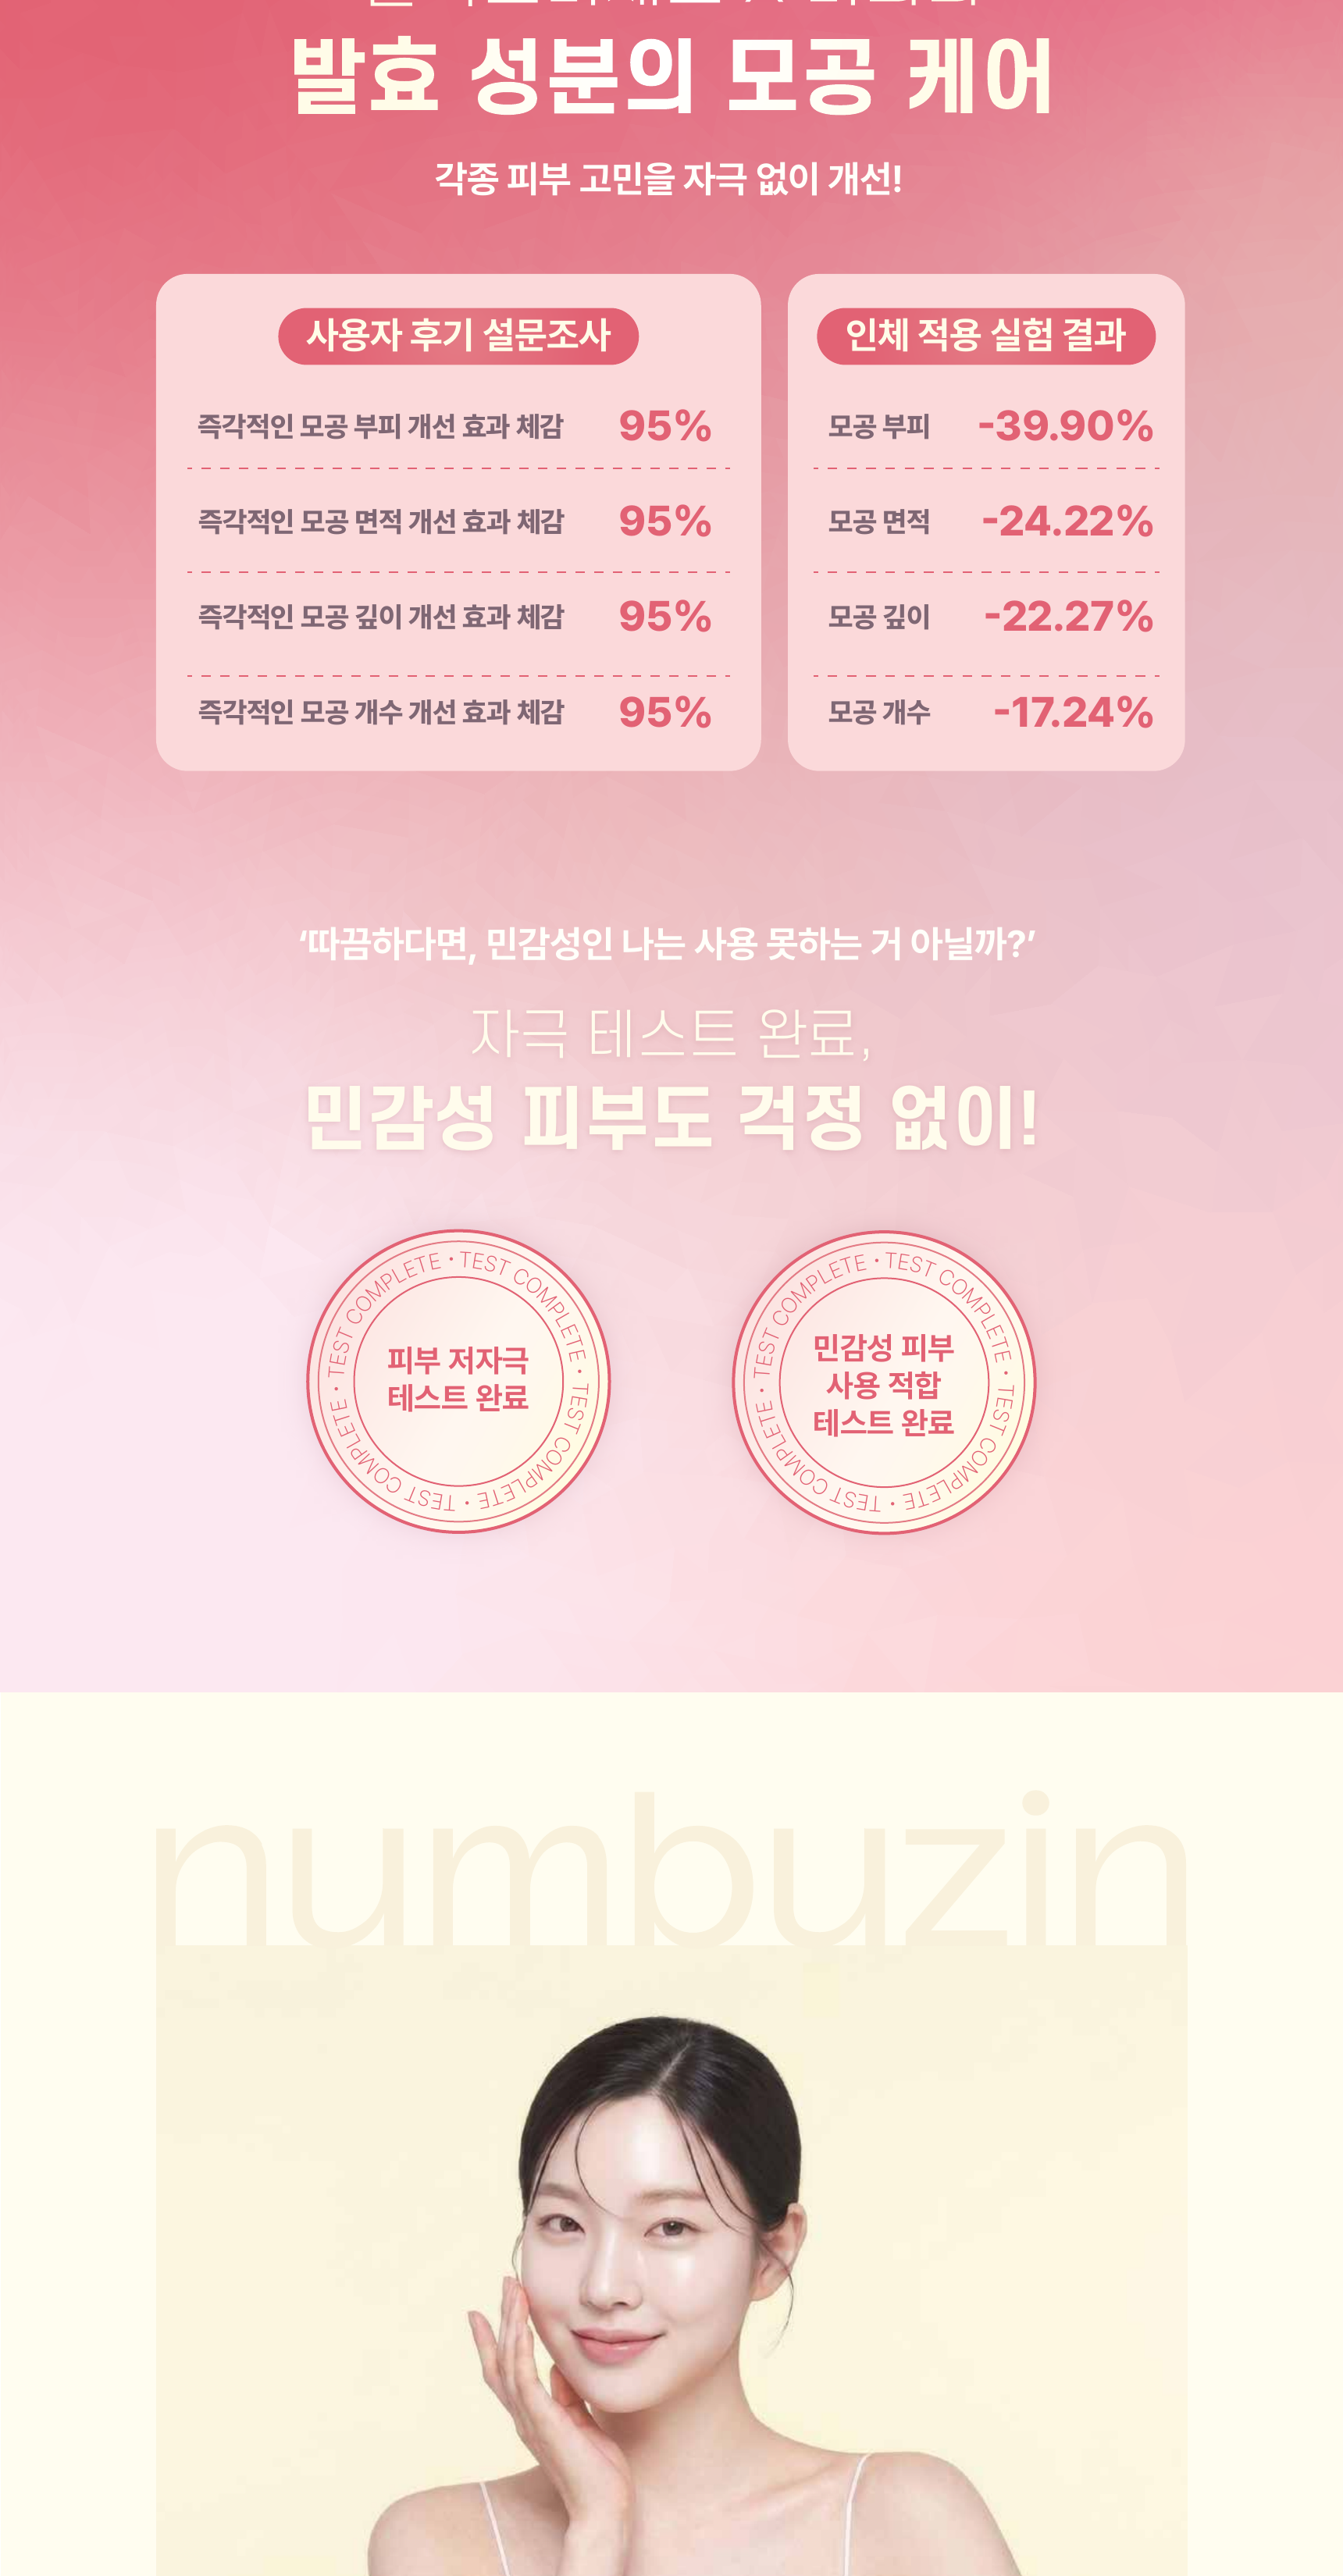 발효 성분의 모공 케어
각종 피부 고민을 자극 없이 개선!
사용자 후기 설문조사
즉각적인 모공 부피 개선 효과 체감 95%
즉각적인 모공 면적 개선 효과 체감 95%
즉각적인 모공 깊이 개선 효과 체감 95%
즉각적인 모공 개수 개선 효과 체감 95%
인체 적용 실험 결과
모공 부피 -39.90%
모공 면적 -24.22%
모공 깊이 -22.27%
모공 개수 -17.24%
‘따끔하다면, 민감성인 나는 사용 못하는 거 아닐까?’
자극 테스트 완료,
민감성 피부도 걱정 없이!
TEST COMPLETE • TEST COMPLETE • TEST COMPLETE • TEST COMPLETE •
피부 저자극
테스트 완료
TEST COMPLETE • TEST COMPLETE • TEST COMPLETE • TEST COMPLETE •
민감성 피부
사용 적합
테스트 완료
numbuzin